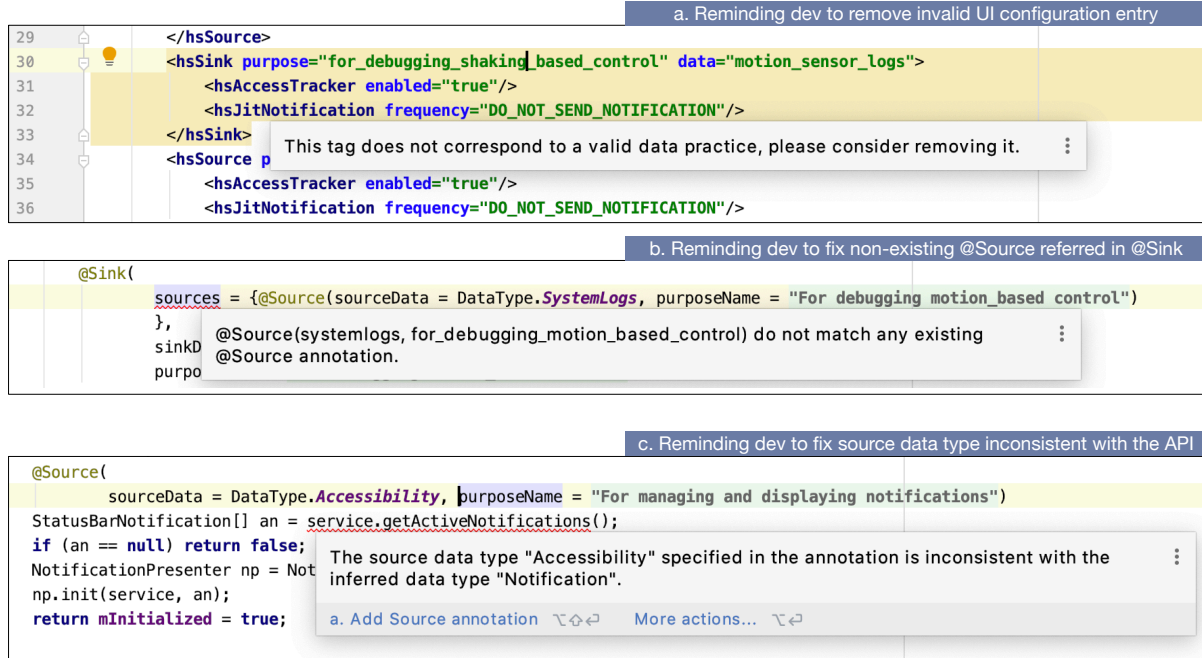 a. Reminding dev to remove invalid UI configuration entry
29 </hsSource>
30 <hsSink purpose="for_debugging_shaking_based_control" data="motion_sensor_logs">
31 <hsAccessTracker enabled="true"/>
32 <hsJitNotification frequency="DO_NOT_SEND_NOTIFICATION"/>
33 </hsSink>
This tag does not correspond to a valid data practice, please consider removing it.
34 <hsSource p
35 <hsAccessTracker enabled="true"/>
36 <hsJitNotification frequency="DO_NOT_SEND_NOTIFICATION"/>
b. Reminding dev to fix non-existing @Source referred in @Sink
@Sink(
sources = {@Source(sourceData = DataType.SystemLogs, purposeName = "For debugging motion_based control")
},
@Source(systemlogs, for_debugging_motion_based_control) do not match any existing
@Source annotation.
sinkD
purpo
c. Reminding dev to fix source data type inconsistent with the API
@Source(
sourceData = DataType.Accessibility, purposeName = "For managing and displaying notifications")
StatusBarNotification[] an = service.getActiveNotifications();
if (an == null) return false;
NotificationPresenter np = Not
np.init(service, an);
return mInitialized = true;
The source data type "Accessibility" specified in the annotation is inconsistent with the
inferred data type "Notification".
a. Add Source annotation ⌥⇧⏎ More actions... ⌥⏎